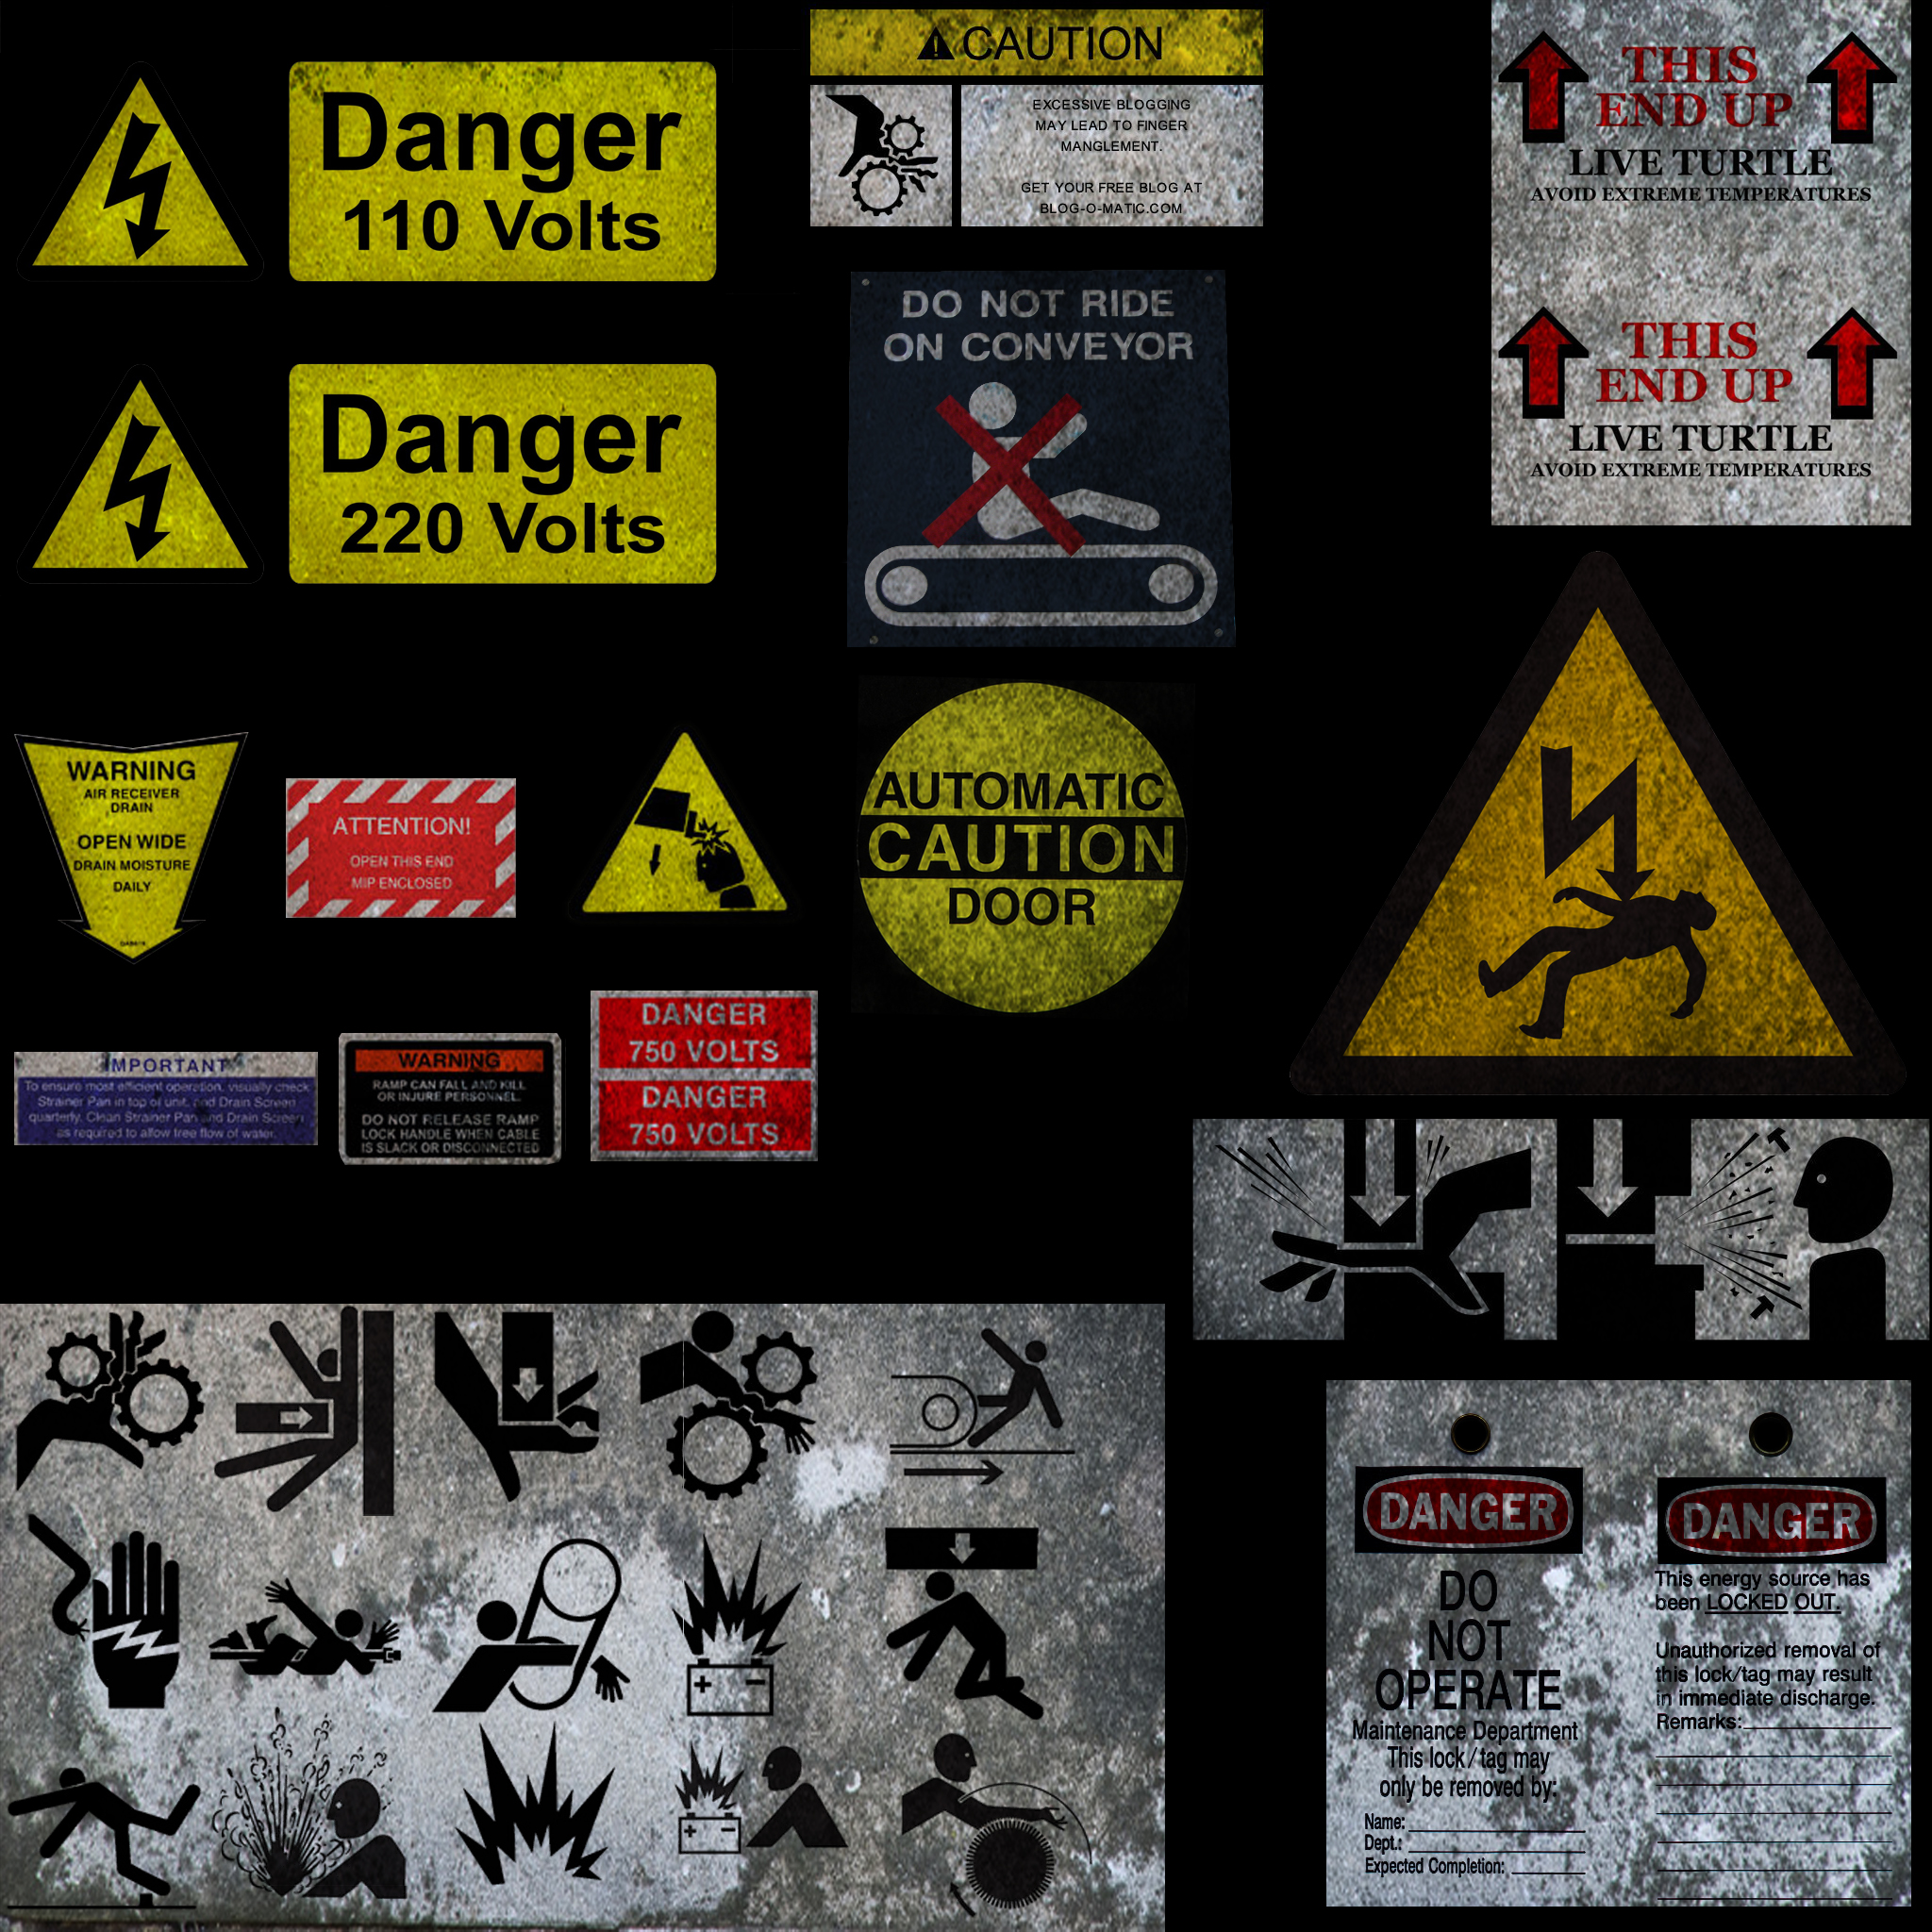 Danger
110 Volts
CAUTION
EXCESSIVE BLOGGING
MAY LEAD TO FINGER
MANGLEMENT.
GET YOUR FREE BLOG AT
BLOG-O-MATIC.COM
THIS
END UP
LIVE TURTLE
AVOID EXTREME TEMPERATURES
THIS
END UP
LIVE TURTLE
AVOID EXTREME TEMPERATURES
DO NOT RIDE
ON CONVEYOR
Danger
220 Volts
WARNING
AIR RECEIVER
DRAIN
OPEN WIDE
DRAIN MOISTURE
DAILY
ATTENTION!
OPEN THIS END
MIP ENCLOSED
AUTOMATIC
CAUTION
DOOR
IMPORTANT
To ensure most efficient operation, visually check
Strainer Pan in top of unit, and Drain Screen
quarterly. Clean Strainer Pan and Drain Screen
as required to allow free flow of water.
WARNING
RAMP CAN FALL AND KILL
OR INJURE PERSONNEL.
DO NOT RELEASE RAMP
LOCK HANDLE WHEN CABLE
IS SLACK OR DISCONNECTED
DANGER
750 VOLTS
DANGER
750 VOLTS
DANGER
DO
NOT
OPERATE
Maintenance Department
This lock/tag may
only be removed by:
Name:
Dept.:
Expected Completion:
DANGER
This energy source has
been LOCKED OUT.
Unauthorized removal of
this lock/tag may result
in immediate discharge.
Remarks: